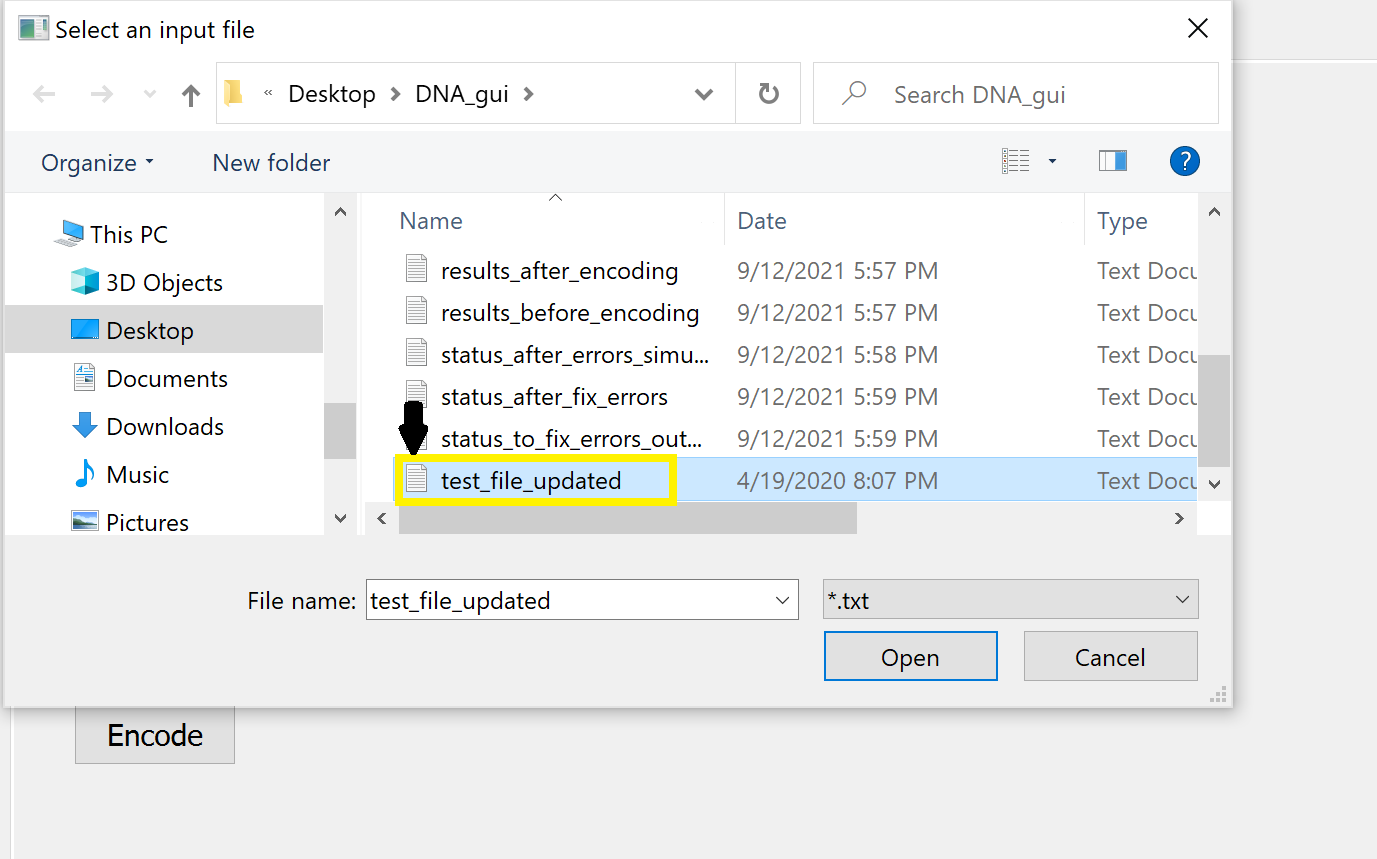 Select an input file
« Desktop > DNA_gui >
Search DNA_gui
Organize
New folder
?
This PC
3D Objects
Desktop
Documents
Downloads
Music
Pictures
Name Date Type
results_after_encoding 9/12/2021 5:57 PM Text Docu
results_before_encoding 9/12/2021 5:57 PM Text Docu
status_after_errors_simu... 9/12/2021 5:58 PM Text Docu
status_after_fix_errors 9/12/2021 5:59 PM Text Docu
status_to_fix_errors_out... 9/12/2021 5:59 PM Text Docu
test_file_updated 4/19/2020 8:07 PM Text Docu
File name: test_file_updated *.txt
Open Cancel
Encode